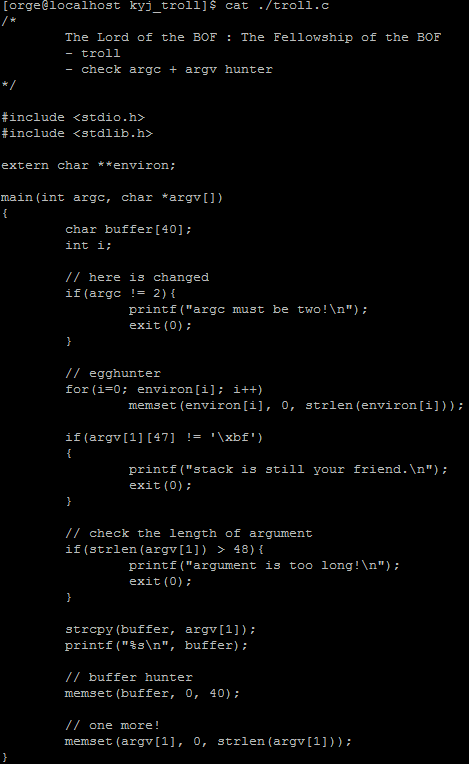 [orge@localhost kyj_troll]$ cat ./troll.c
/*
The Lord of the BOF : The Fellowship of the BOF
- troll
- check argc + argv hunter
*/
#include <stdio.h>
#include <stdlib.h>
extern char **environ;
main(int argc, char *argv[])
{
char buffer[40];
int i;
// here is changed
if(argc != 2){
printf("argc must be two!\n");
exit(0);
}
// egghunter
for(i=0; environ[i]; i++)
memset(environ[i], 0, strlen(environ[i]));
if(argv[1][47] != '\xbf')
{
printf("stack is still your friend.\n");
exit(0);
}
// check the length of argument
if(strlen(argv[1]) > 48){
printf("argument is too long!\n");
exit(0);
}
strcpy(buffer, argv[1]);
printf("%s\n", buffer);
// buffer hunter
memset(buffer, 0, 40);
// one more!
memset(argv[1], 0, strlen(argv[1]));
}